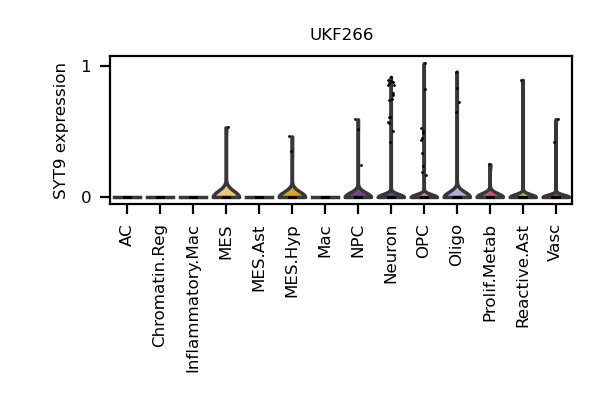 UKF266
SYT9 expression
1
0
AC
Chromatin.Reg
Inflammatory.Mac
MES
MES.Ast
MES.Hyp
Mac
NPC
Neuron
OPC
Oligo
Prolif.Metab
Reactive.Ast
Vasc